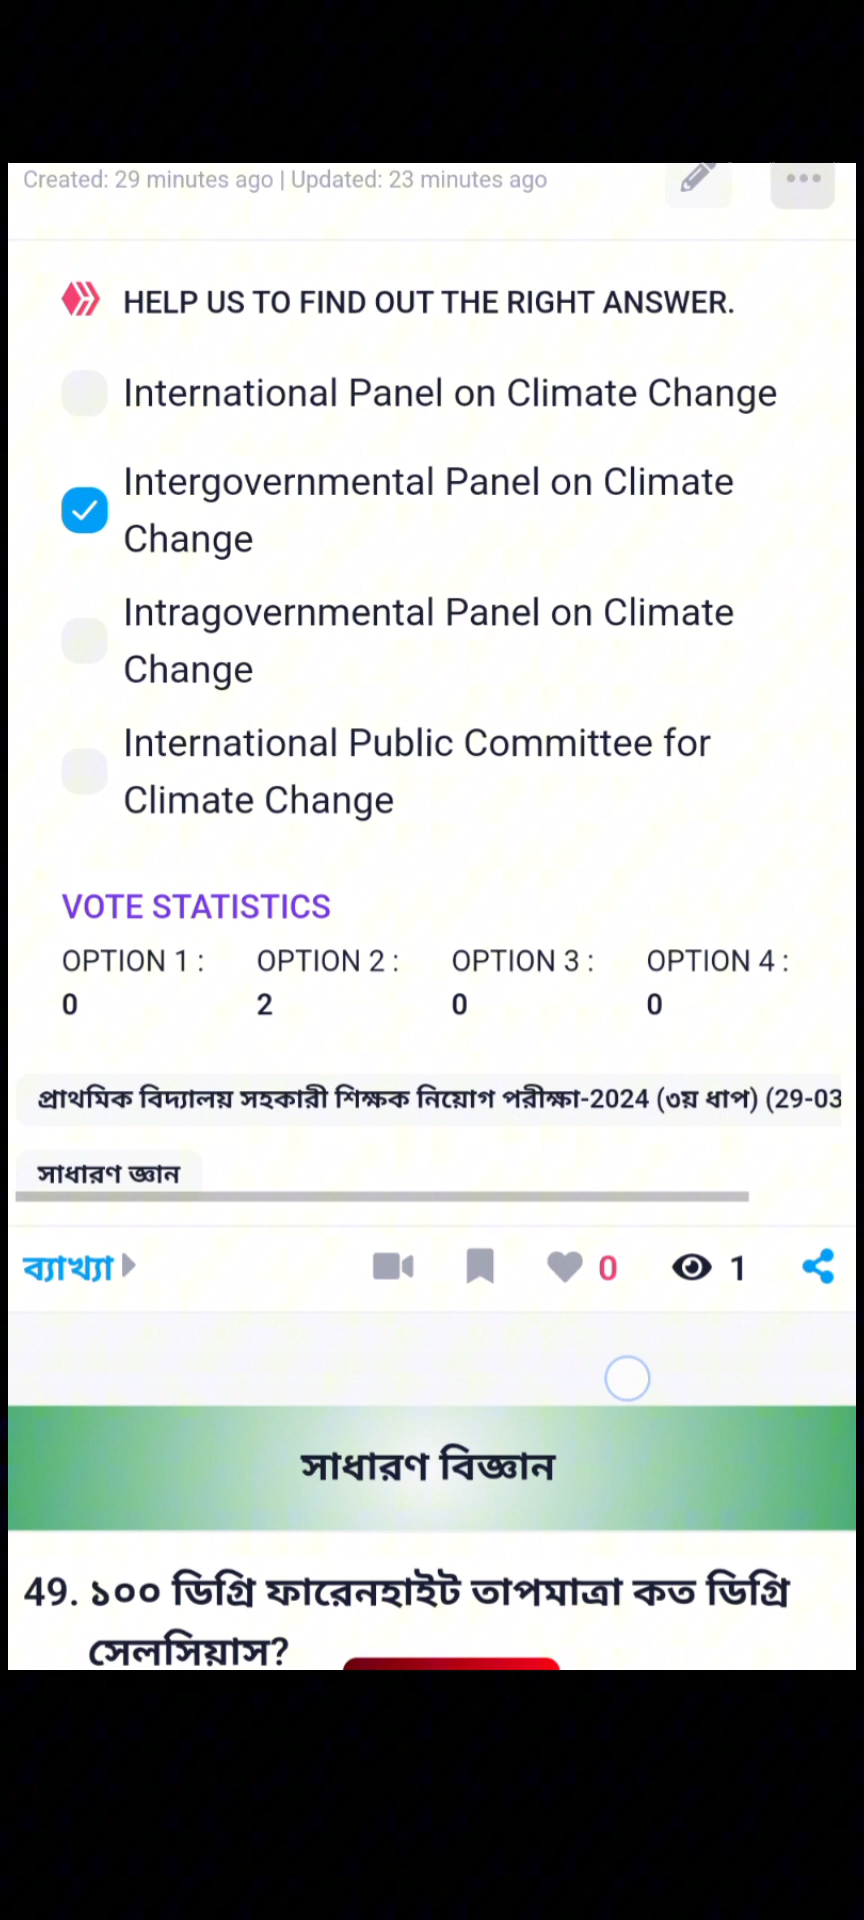 Created: 29 minutes ago | Updated: 23 minutes ago
HELP US TO FIND OUT THE RIGHT ANSWER.
International Panel on Climate Change
Intergovernmental Panel on Climate
Change
Intragovernmental Panel on Climate
Change
International Public Committee for
Climate Change
VOTE STATISTICS
OPTION 1 : OPTION 2 : OPTION 3 : OPTION 4 :
0 2 0 0
প্রাথমিক বিদ্যালয় সহকারী শিক্ষক নিয়োগ পরীক্ষা-2024 (৩য় ধাপ) (29-03
সাধারণ জ্ঞান
ব্যাখ্যা 0 1
সাধারণ বিজ্ঞান
49. ১০০ ডিগ্রি ফারেনহাইট তাপমাত্রা কত ডিগ্রি
সেলসিয়াস?